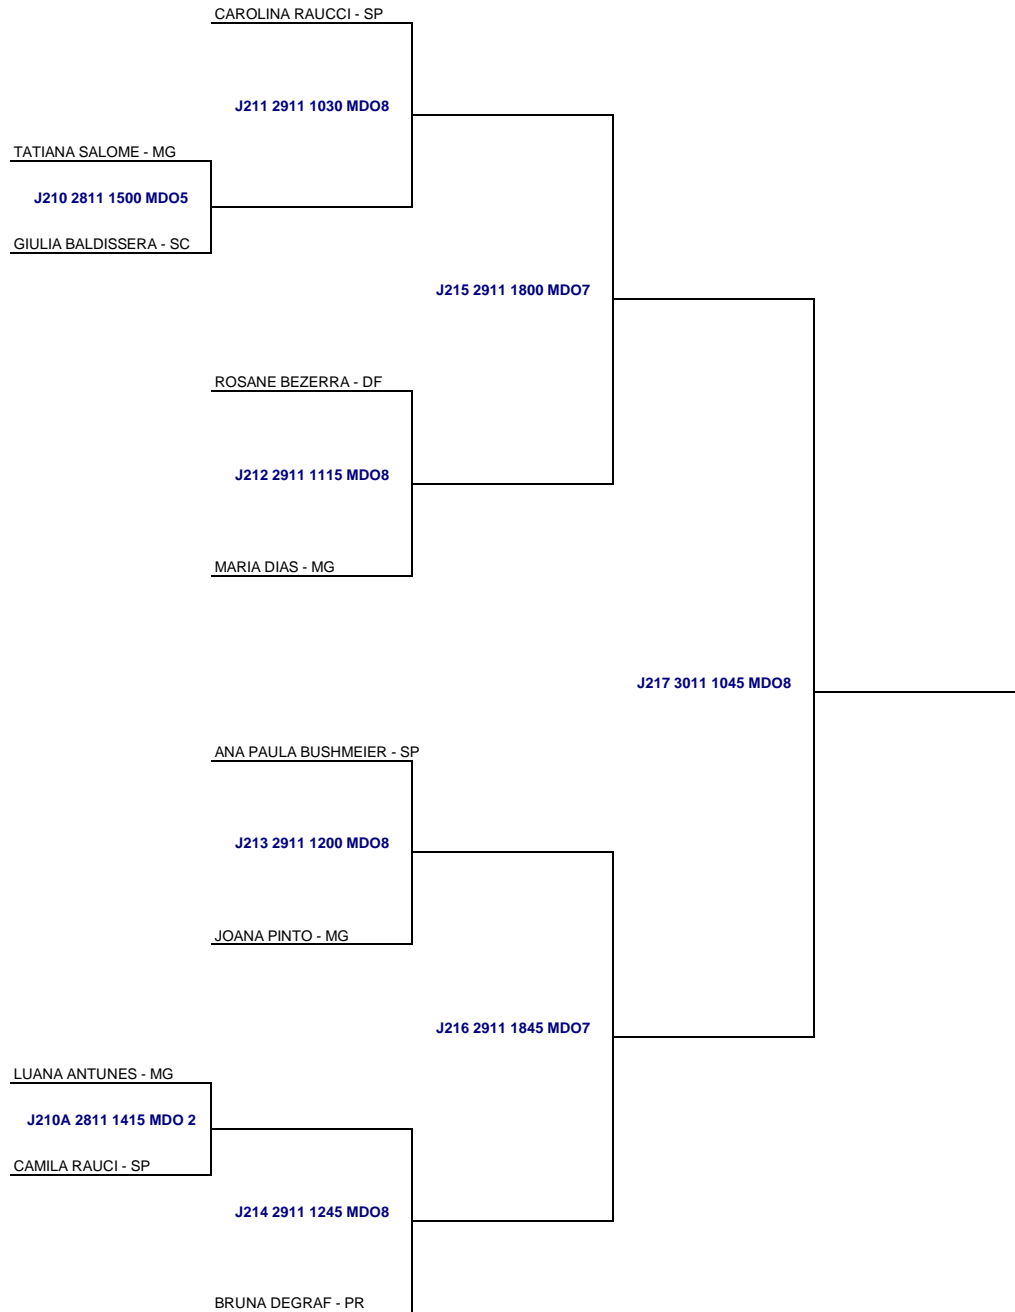 CAROLINA RAUCCI - SP
J211 2911 1030 MDO8
TATIANA SALOME - MG
J210 2811 1500 MDO5
GIULIA BALDISSERA - SC
J215 2911 1800 MDO7
ROSANE BEZERRA - DF
J212 2911 1115 MDO8
MARIA DIAS - MG
J217 3011 1045 MDO8
ANA PAULA BUSHMEIER - SP
J213 2911 1200 MDO8
JOANA PINTO - MG
J216 2911 1845 MDO7
LUANA ANTUNES - MG
J210A 2811 1415 MDO 2
CAMILA RAUCI - SP
J214 2911 1245 MDO8
BRUNA DEGRAF - PR